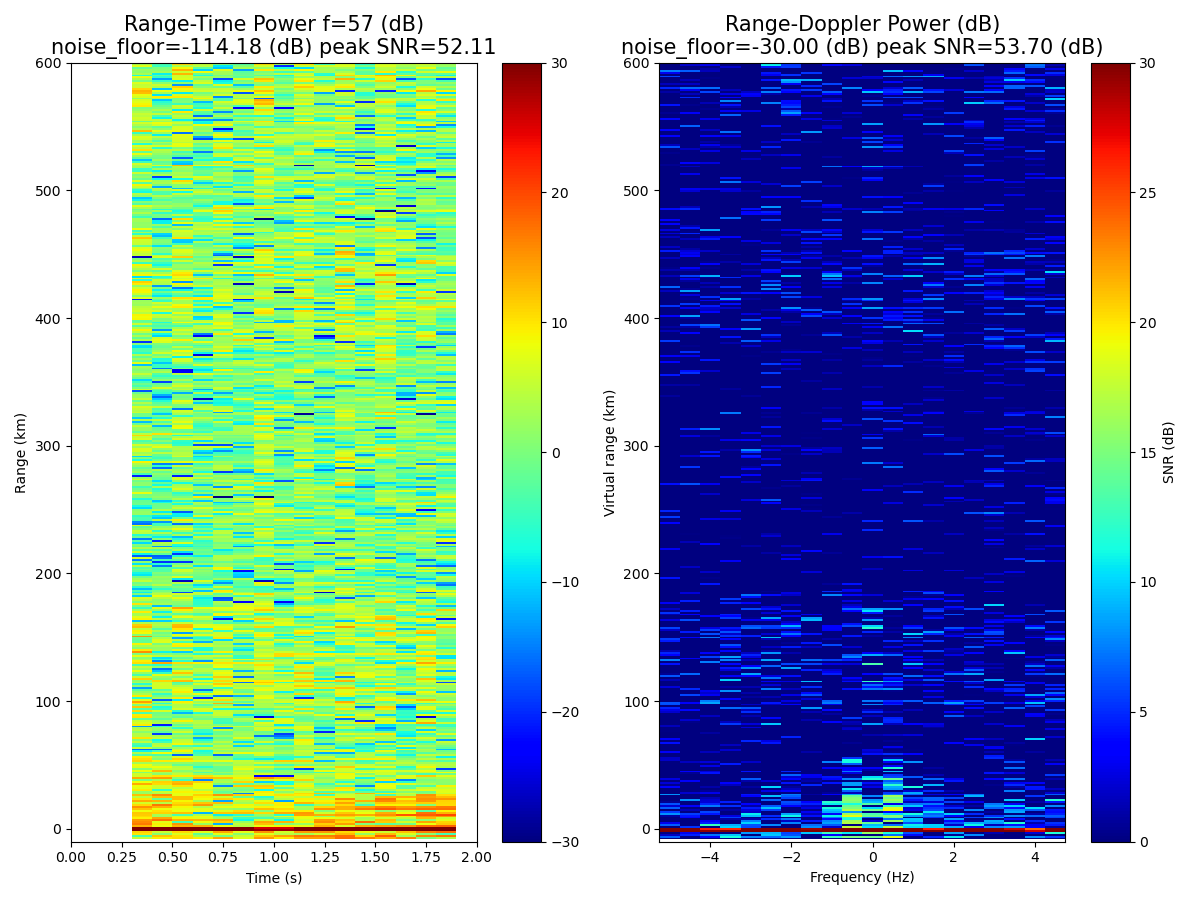 Range-Time Power f=57 (dB)
noise_floor=-114.18 (dB) peak SNR=52.11
600
500
400
300
200
100
0
Range (km)
0.00 0.25 0.50 0.75 1.00 1.25 1.50 1.75 2.00
Time (s)
30
20
10
0
−10
−20
−30
Range-Doppler Power (dB)
noise_floor=-30.00 (dB) peak SNR=53.70 (dB)
600
500
400
300
200
100
0
Virtual range (km)
−4 −2 0 2 4
Frequency (Hz)
30
25
20
15
10
5
0
SNR (dB)